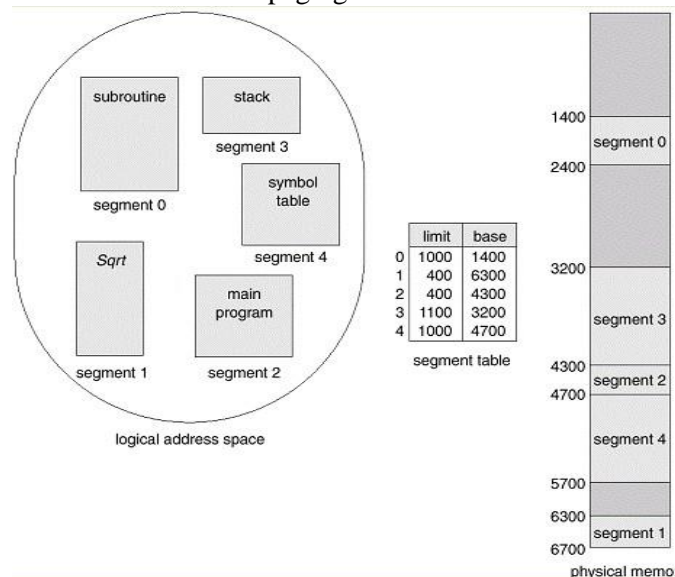 subroutine
segment 0
stack
segment 3
symbol
table
segment 4
Sqrt
segment 1
main
program
segment 2
logical address space
limit base
0 1000 1400
1 400 6300
2 400 4300
3 1100 3200
4 1000 4700
segment table
1400
segment 0
2400
3200
segment 3
4300
segment 2
4700
segment 4
5700
6300
segment 1
6700
physical memo